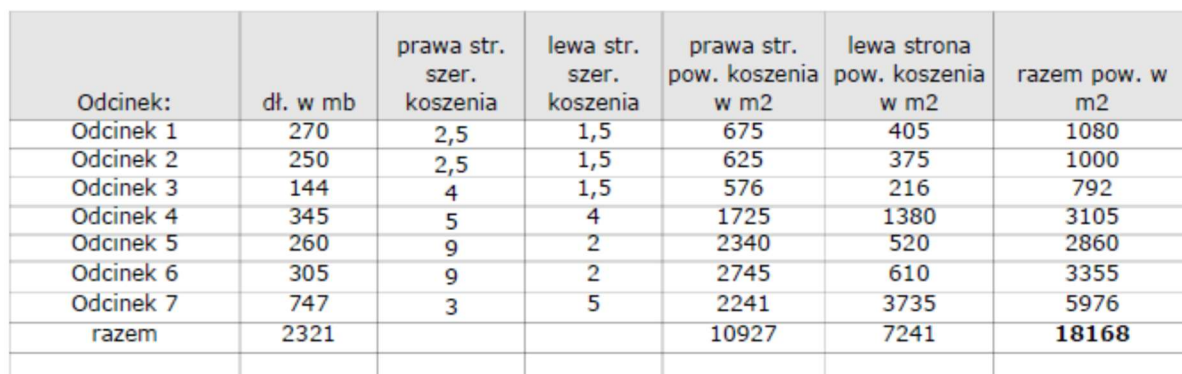 Odcinek: dł. w mb prawa str. szer. koszenia lewa str. szer. koszenia prawa str. pow. koszenia w m2 lewa strona pow. koszenia w m2 razem pow. w m2
Odcinek 1 270 2,5 1,5 675 405 1080
Odcinek 2 250 2,5 1,5 625 375 1000
Odcinek 3 144 4 1,5 576 216 792
Odcinek 4 345 5 4 1725 1380 3105
Odcinek 5 260 9 2 2340 520 2860
Odcinek 6 305 9 2 2745 610 3355
Odcinek 7 747 3 5 2241 3735 5976
razem 2321 10927 7241 18168